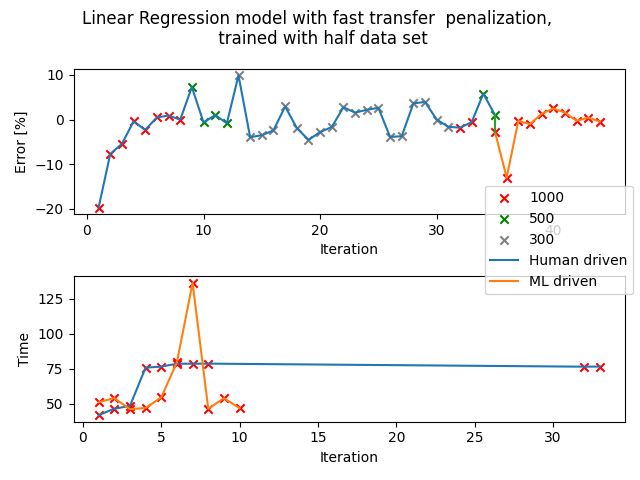 Linear Regression model with fast transfer  penalization,
trained with half data set
10
0
−10
−20
Error [%]
0
10
20
30
40
Iteration
1000
500
300
Human driven
ML driven
125
100
75
50
Time
0
5
10
15
20
25
30
Iteration